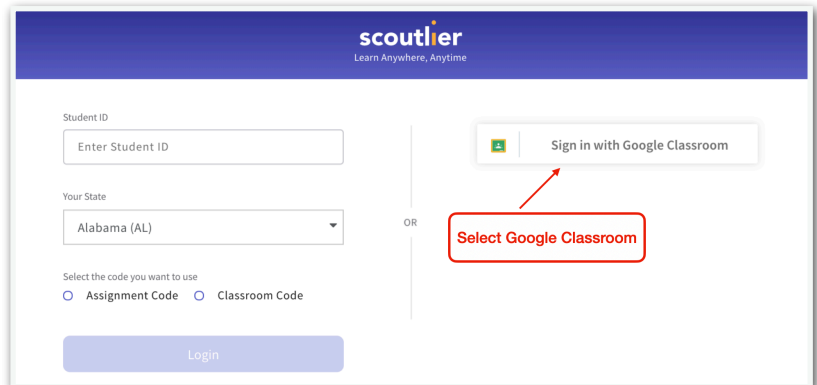 scoutlier
Learn Anywhere, Anytime
Student ID
Enter Student ID
Your State
Alabama (AL)
Select the code you want to use
Assignment Code
Classroom Code
Login
OR
Sign in with Google Classroom
Select Google Classroom